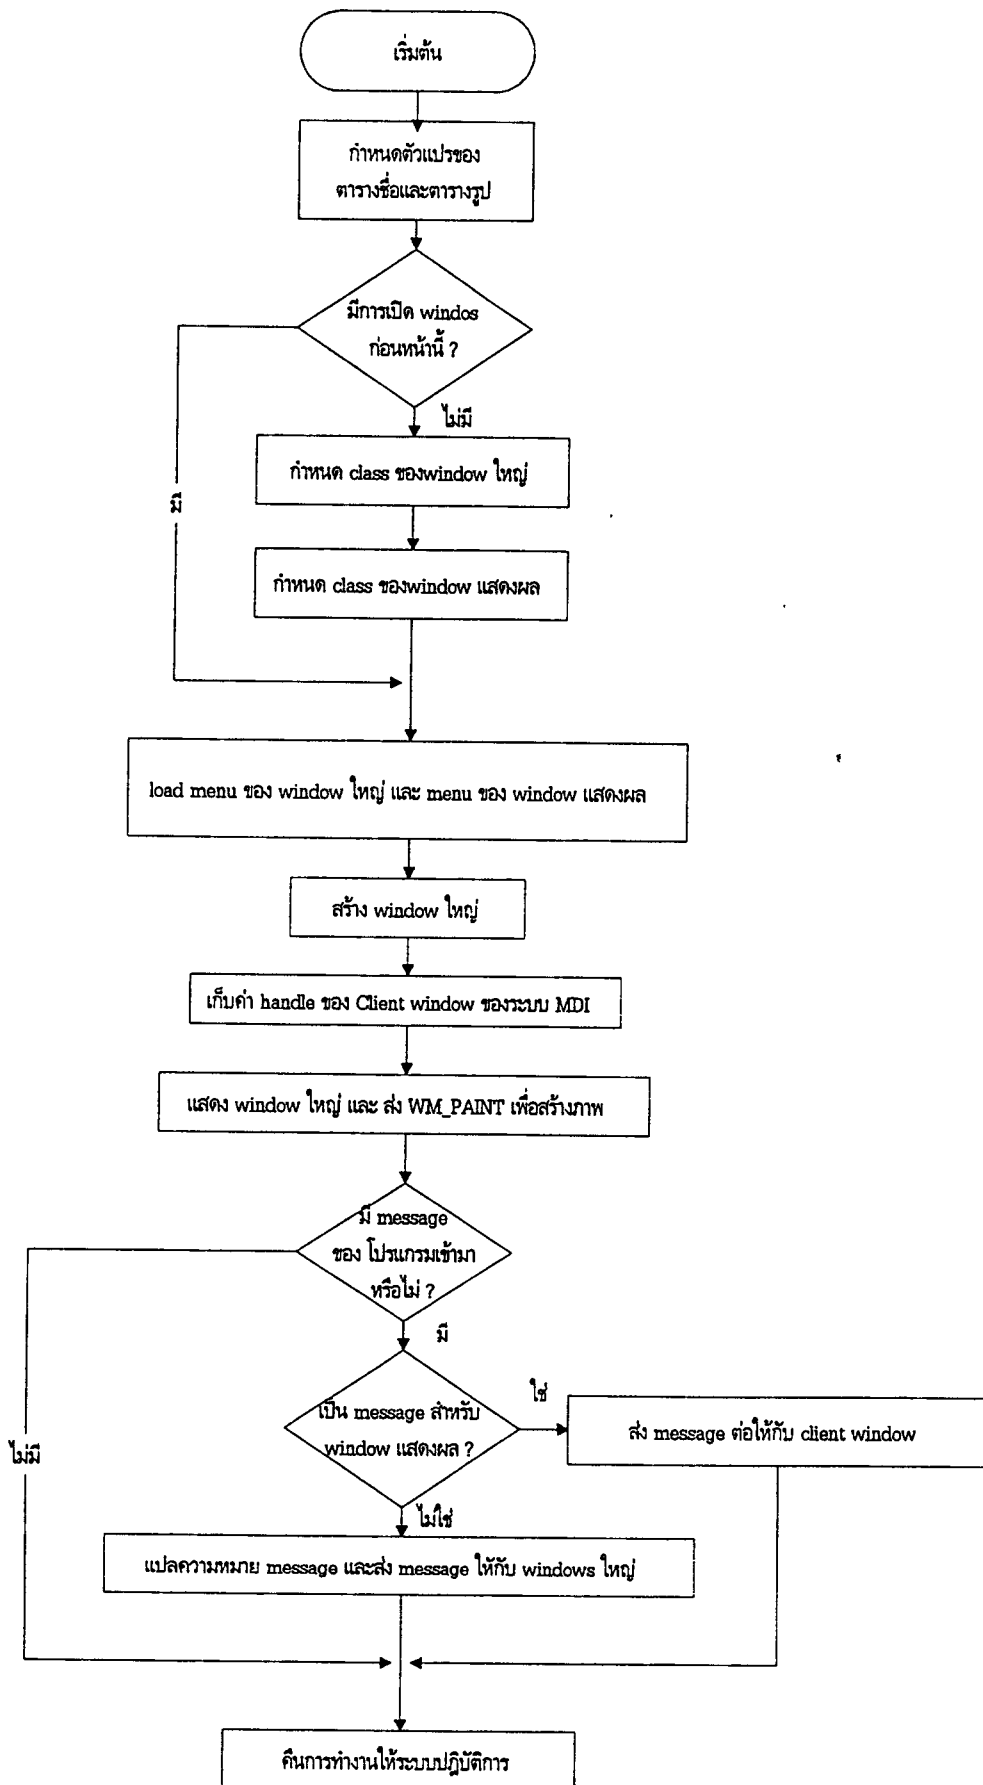 เริ่มต้น
กำหนดตัวแปรของ
ตารางชื่อและตารางรูป
มีการเปิด windos
ก่อนหน้านี้ ?
ไม่มี
กำหนด class ของwindow ใหญ่
มี
กำหนด class ของwindow แสดงผล
load menu ของ window ใหญ่ และ menu ของ window แสดงผล
สร้าง window ใหญ่
เก็บค่า handle ของ Client window ของระบบ MDI
แสดง window ใหญ่ และ ส่ง WM_PAINT เพื่อสร้างภาพ
มี message
ของ โปรแกรมเข้ามา
หรือไม่ ?
มี
เป็น message สำหรับ
window แสดงผล ?
ใช่
ส่ง message ต่อให้กับ client window
ไม่มี
ไม่ใช่
แปลความหมาย message และส่ง message ให้กับ windows ใหญ่
คืนการทำงานให้ระบบปฏิบัติการ